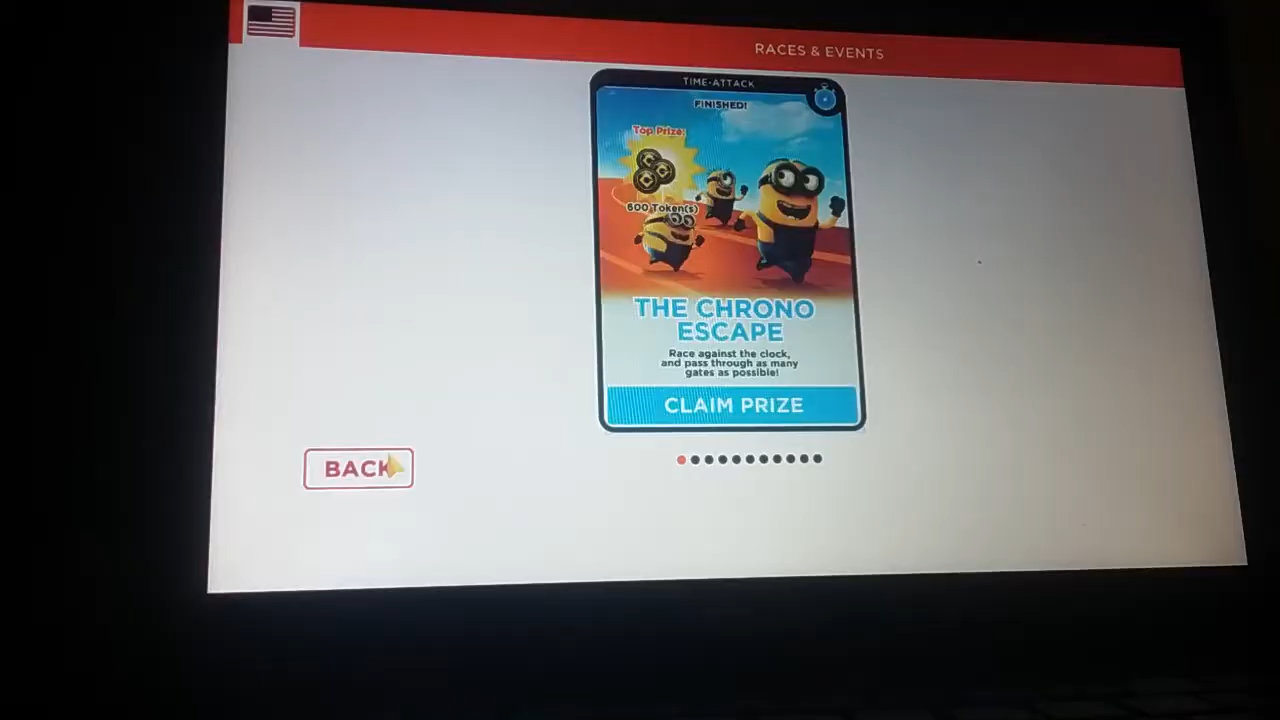 RACES & EVENTS
TIME-ATTACK
FINISHED!
Top Prize:
600 Token(s)
THE CHRONO
ESCAPE
Race against the clock,
and pass through as many
gates as possible!
CLAIM PRIZE
BACK